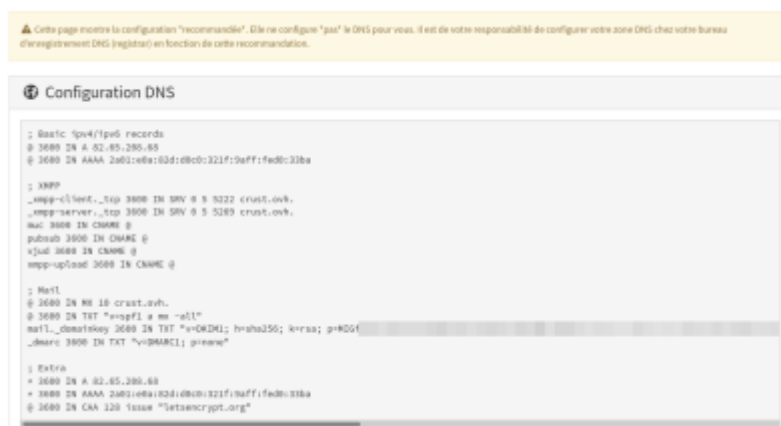 Cette page montre la configuration "recommandée". Elle ne configure "pas" le DNS pour vous. Il est de votre responsabilité de configurer votre zone DNS chez votre bureau
d'enregistrement DNS (registrar) en fonction de cette recommandation.
Configuration DNS
; Basic ipv4/ipv6 records
@ 3600 IN A 82.65.208.68
@ 3600 IN AAAA 2a01:e0a:82d:d8c0:321f:9aff:fed0:33ba
; XMPP
_xmpp-client._tcp 3600 IN SRV 0 5 5222 crust.ovh.
_xmpp-server._tcp 3600 IN SRV 0 5 5269 crust.ovh.
muc 3600 IN CNAME @
pubsub 3600 IN CNAME @
vjud 3600 IN CNAME @
xmpp-upload 3600 IN CNAME @
; Mail
@ 3600 IN MX 10 crust.ovh.
@ 3600 IN TXT "v=spf1 a mx -all"
mail._domainkey 3600 IN TXT "v=DKIM1; h=sha256; k=rsa; p=MIGf
_dmarc 3600 IN TXT "v=DMARC1; p=none"
; Extra
* 3600 IN A 82.65.208.68
* 3600 IN AAAA 2a01:e0a:82d:d8c0:321f:9aff:fed0:33ba
@ 3600 IN CAA 128 issue "letsencrypt.org"